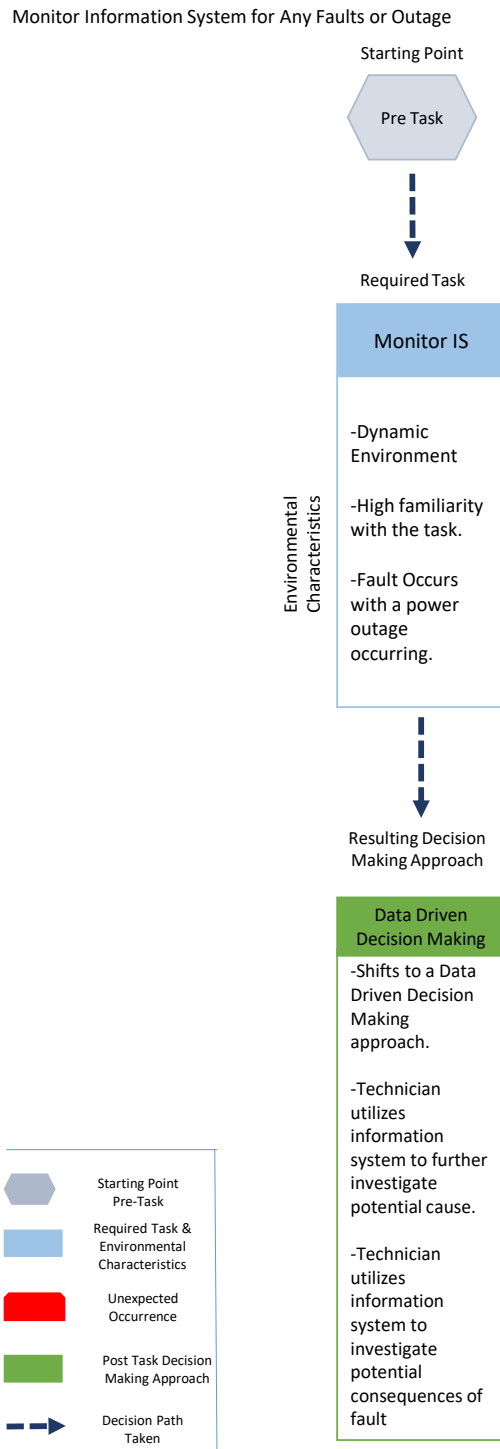 Monitor Information System for Any Faults or Outage
Starting Point
Pre Task
Required Task
Monitor IS
Environmental
Characteristics
-Dynamic
Environment
-High familiarity
with the task.
-Fault Occurs
with a power
outage
occurring.
Resulting Decision
Making Approach
Data Driven
Decision Making
-Shifts to a Data
Driven Decision
Making
approach.
-Technician
utilizes
information
system to further
investigate
potential cause.
-Technician
utilizes
information
system to
investigate
potential
consequences of
fault
Starting Point
Pre-Task
Required Task &
Environmental
Characteristics
Unexpected
Occurrence
Post Task Decision
Making Approach
Decision Path
Taken